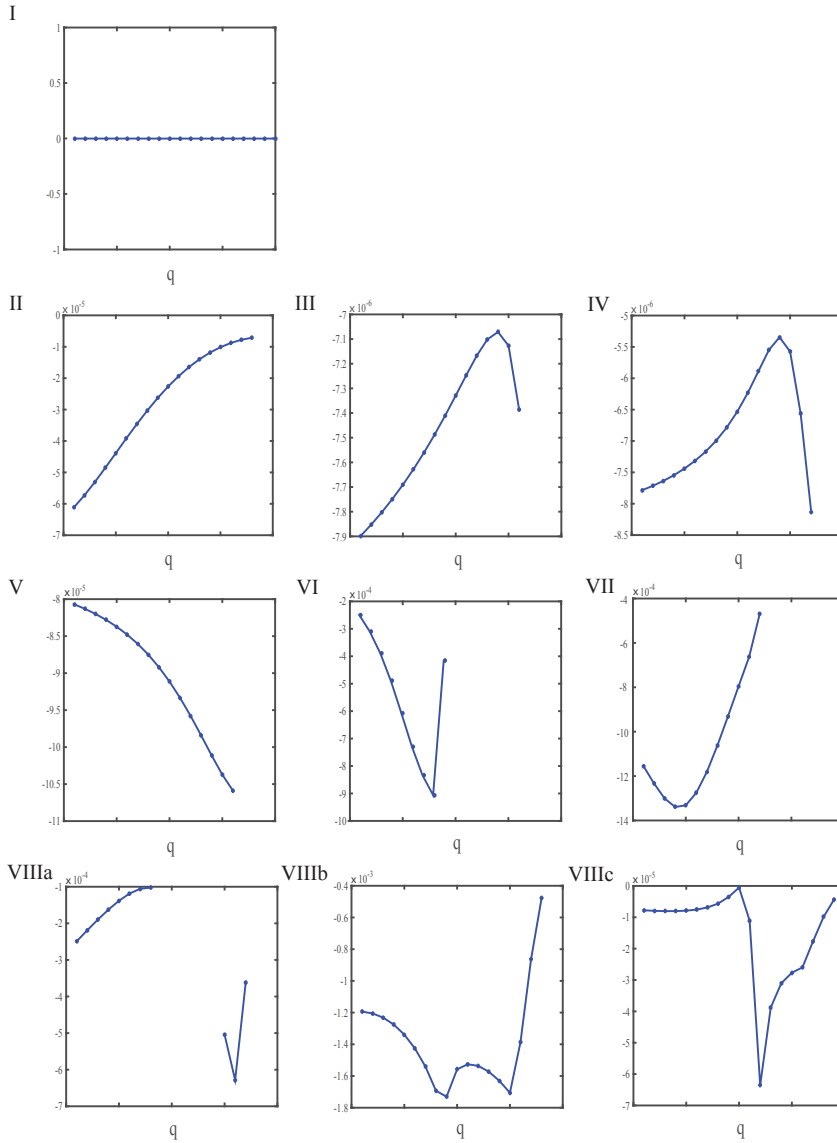 I
1
0.5
0
-0.5
-1
q
II
x 10-5
0
-1
-2
-3
-4
-5
-6
-7
q
III
x 10-6
-7
-7.1
-7.2
-7.3
-7.4
-7.5
-7.6
-7.7
-7.8
-7.9
q
IV
x 10-6
-5
-5.5
-6
-6.5
-7
-7.5
-8
-8.5
q
V
x 10-5
-8
-8.5
-9
-9.5
-10
-10.5
-11
q
VI
x 10-4
-2
-3
-4
-5
-6
-7
-8
-9
-10
q
VII
x 10-4
-4
-6
-8
-10
-12
-14
q
VIIIa
x 10-4
-1
-2
-3
-4
-5
-6
-7
q
VIIIb
x 10-3
-0.4
-0.6
-0.8
-1
-1.2
-1.4
-1.6
-1.8
q
VIIIc
x 10-5
0
-1
-2
-3
-4
-5
-6
-7
q